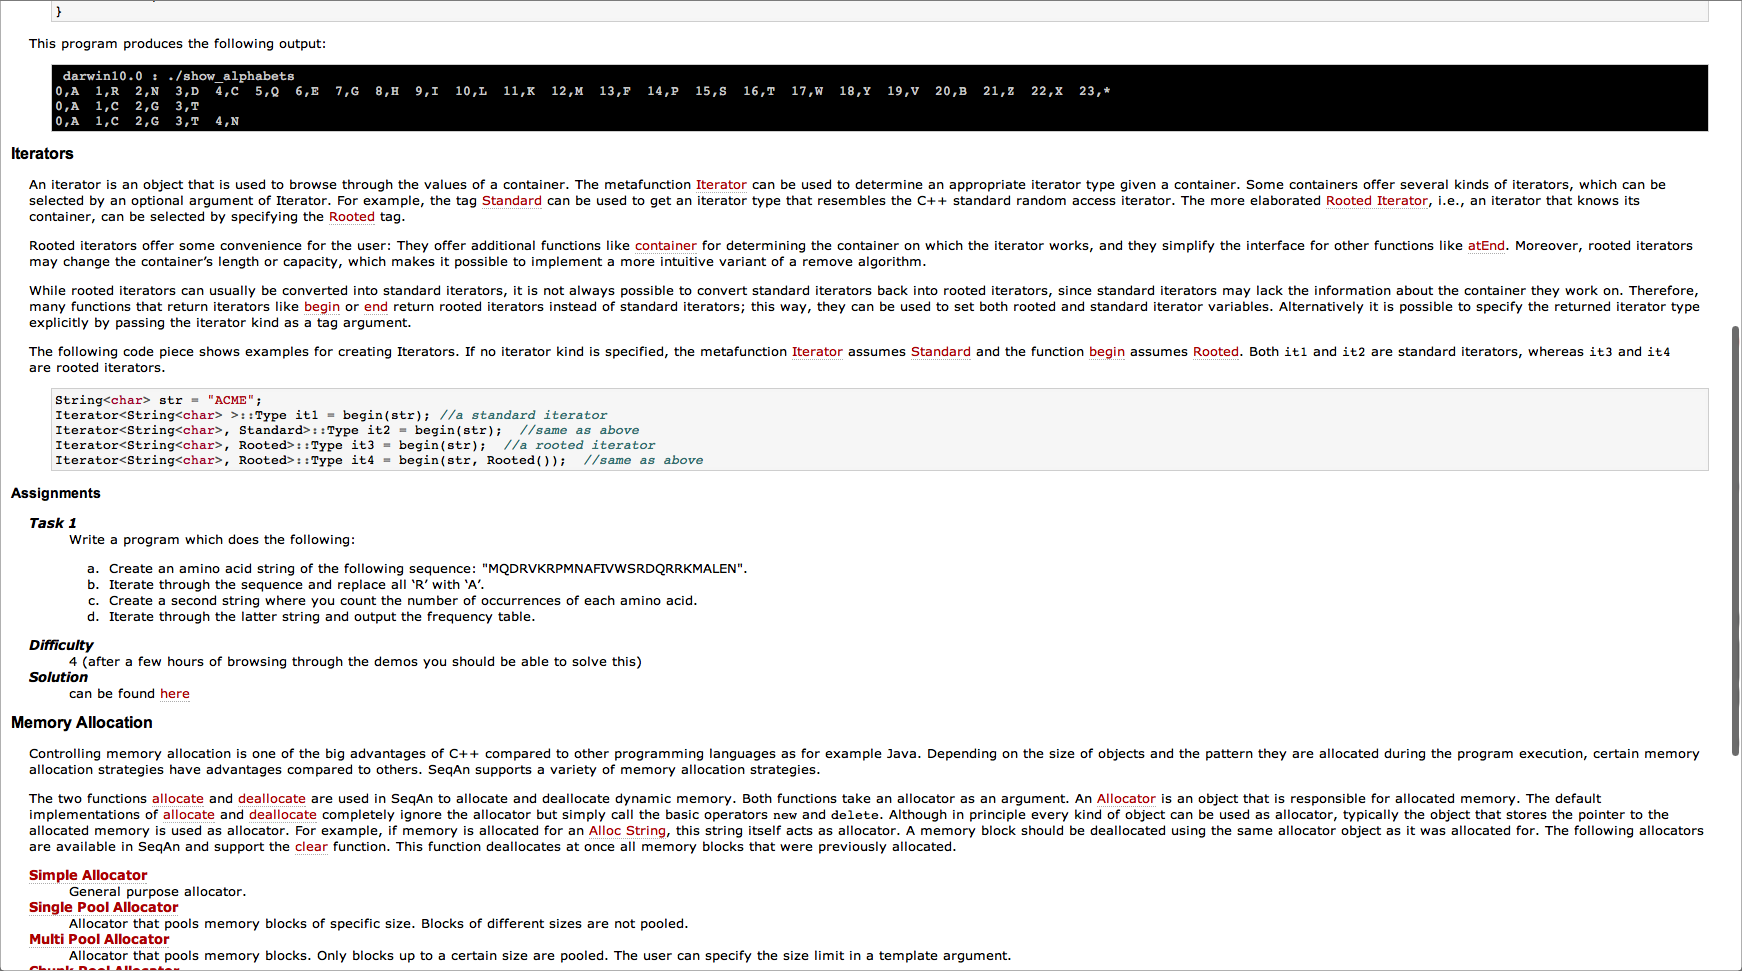 }
This program produces the following output:
darwin10.0 : ./show_alphabets
0,A  1,R  2,N  3,D  4,C  5,Q  6,E  7,G  8,H  9,I  10,L  11,K  12,M  13,F  14,P  15,S  16,T  17,W  18,Y  19,V  20,B  21,Z  22,X  23,*
0,A  1,C  2,G  3,T
0,A  1,C  2,G  3,T  4,N
Iterators
An iterator is an object that is used to browse through the values of a container. The metafunction Iterator can be used to determine an appropriate iterator type given a container. Some containers offer several kinds of iterators, which can be
selected by an optional argument of Iterator. For example, the tag Standard can be used to get an iterator type that resembles the C++ standard random access iterator. The more elaborated Rooted Iterator, i.e., an iterator that knows its
container, can be selected by specifying the Rooted tag.
Rooted iterators offer some convenience for the user: They offer additional functions like container for determining the container on which the iterator works, and they simplify the interface for other functions like atEnd. Moreover, rooted iterators
may change the container’s length or capacity, which makes it possible to implement a more intuitive variant of a remove algorithm.
While rooted iterators can usually be converted into standard iterators, it is not always possible to convert standard iterators back into rooted iterators, since standard iterators may lack the information about the container they work on. Therefore,
many functions that return iterators like begin or end return rooted iterators instead of standard iterators; this way, they can be used to set both rooted and standard iterator variables. Alternatively it is possible to specify the returned iterator type
explicitly by passing the iterator kind as a tag argument.
The following code piece shows examples for creating Iterators. If no iterator kind is specified, the metafunction Iterator assumes Standard and the function begin assumes Rooted. Both it1 and it2 are standard iterators, whereas it3 and it4
are rooted iterators.
String<char> str = "ACME";
Iterator<String<char> >::Type it1 = begin(str); //a standard iterator
Iterator<String<char>, Standard>::Type it2 = begin(str);  //same as above
Iterator<String<char>, Rooted>::Type it3 = begin(str);  //a rooted iterator
Iterator<String<char>, Rooted>::Type it4 = begin(str, Rooted());  //same as above
Assignments
Task 1
Write a program which does the following:
a. Create an amino acid string of the following sequence: "MQDRVKRPMNAFIVWSRDQRRKMALEN".
b. Iterate through the sequence and replace all ‘R’ with ‘A’.
c. Create a second string where you count the number of occurrences of each amino acid.
d. Iterate through the latter string and output the frequency table.
Difficulty
4 (after a few hours of browsing through the demos you should be able to solve this)
Solution
can be found here
Memory Allocation
Controlling memory allocation is one of the big advantages of C++ compared to other programming languages as for example Java. Depending on the size of objects and the pattern they are allocated during the program execution, certain memory
allocation strategies have advantages compared to others. SeqAn supports a variety of memory allocation strategies.
The two functions allocate and deallocate are used in SeqAn to allocate and deallocate dynamic memory. Both functions take an allocator as an argument. An Allocator is an object that is responsible for allocated memory. The default
implementations of allocate and deallocate completely ignore the allocator but simply call the basic operators new and delete. Although in principle every kind of object can be used as allocator, typically the object that stores the pointer to the
allocated memory is used as allocator. For example, if memory is allocated for an Alloc String, this string itself acts as allocator. A memory block should be deallocated using the same allocator object as it was allocated for. The following allocators
are available in SeqAn and support the clear function. This function deallocates at once all memory blocks that were previously allocated.
Simple Allocator
General purpose allocator.
Single Pool Allocator
Allocator that pools memory blocks of specific size. Blocks of different sizes are not pooled.
Multi Pool Allocator
Allocator that pools memory blocks. Only blocks up to a certain size are pooled. The user can specify the size limit in a template argument.
Chunk Pool Allocator